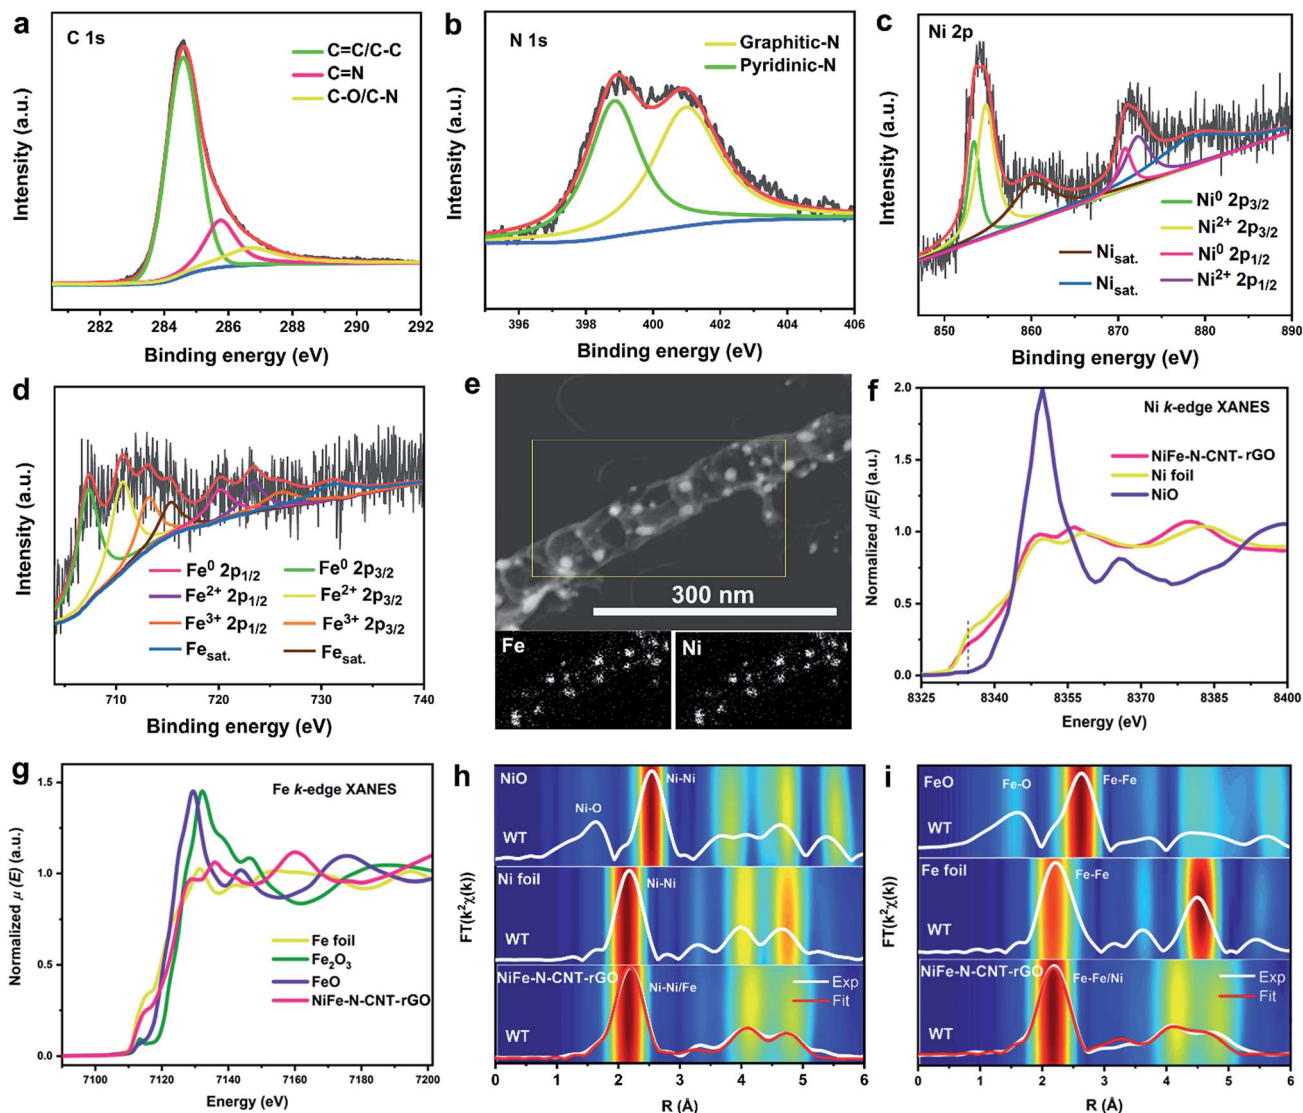 a
C 1s
C=C/C-C
C=N
C-O/C-N
Intensity (a.u.)
282 284 286 288 290 292
Binding energy (eV)
b
N 1s
Graphitic-N
Pyridinic-N
Intensity (a.u.)
396 398 400 402 404 406
Binding energy (eV)
c
Ni 2p
Ni⁰ 2p3/2
Ni²⁺ 2p3/2
Nisat. Ni⁰ 2p1/2
Nisat. Ni²⁺ 2p1/2
Intensity (a.u.)
850 860 870 880 890
Binding energy (eV)
d
Fe⁰ 2p1/2 Fe⁰ 2p3/2
Fe²⁺ 2p1/2 Fe²⁺ 2p3/2
Fe³⁺ 2p1/2 Fe³⁺ 2p3/2
Fesat. Fesat.
Intensity (a.u.)
710 720 730 740
Binding energy (eV)
e
300 nm
Fe Ni
f
Ni k-edge XANES
NiFe-N-CNT-rGO
Ni foil
NiO
Normalized μ(E) (a.u.)
2.0
1.5
1.0
0.5
0.0
8325 8340 8355 8370 8385 8400
Energy (eV)
g
Fe k-edge XANES
Fe foil
Fe2O3
FeO
NiFe-N-CNT-rGO
Normalized μ (E) (a.u.)
1.5
1.0
0.5
0.0
7100 7120 7140 7160 7180 7200
Energy (eV)
h
NiO
Ni-Ni
Ni-O
WT
Ni foil
Ni-Ni
WT
NiFe-N-CNT-rGO
Ni-Ni/Fe
Exp
Fit
WT
FT(k²χ(k))
0 1 2 3 4 5 6
R (Å)
i
FeO
Fe-Fe
Fe-O
WT
Fe foil
Fe-Fe
WT
NiFe-N-CNT-rGO
Fe-Fe/Ni
Exp
Fit
WT
FT(k²χ(k))
0 1 2 3 4 5 6
R (Å)